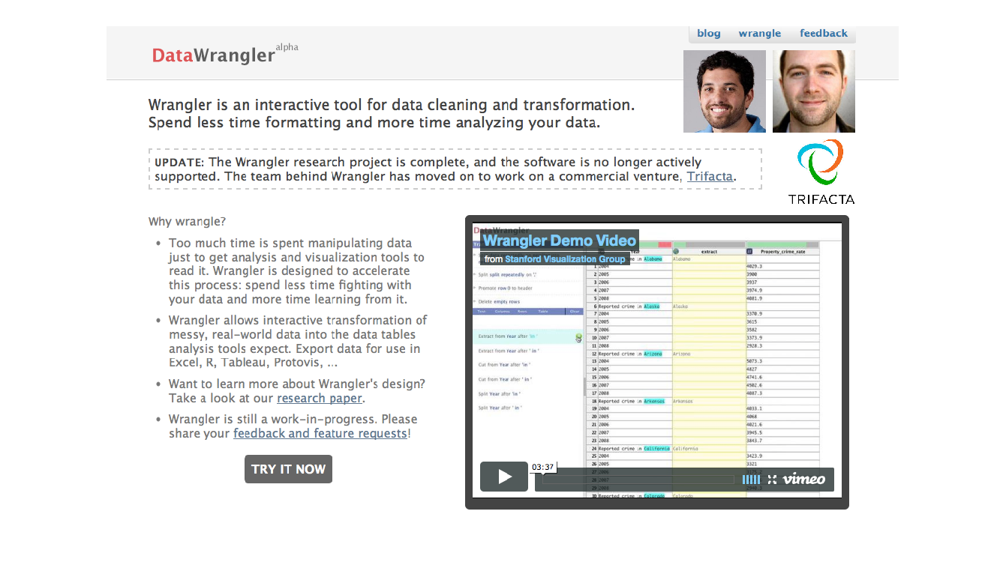 blog wrangle feedback
DataWrangler alpha
Wrangler is an interactive tool for data cleaning and transformation.
Spend less time formatting and more time analyzing your data.
UPDATE: The Wrangler research project is complete, and the software is no longer actively
supported. The team behind Wrangler has moved on to work on a commercial venture, Trifacta.
TRIFACTA
Why wrangle?
• Too much time is spent manipulating data
just to get analysis and visualization tools to
read it. Wrangler is designed to accelerate
this process: spend less time fighting with
your data and more time learning from it.
• Wrangler allows interactive transformation of
messy, real-world data into the data tables
analysis tools expect. Export data for use in
Excel, R, Tableau, Protovis, ...
• Want to learn more about Wrangler's design?
Take a look at our research paper.
• Wrangler is still a work-in-progress. Please
share your feedback and feature requests!
TRY IT NOW
DataWrangler
Wrangler Demo Video
from Stanford Visualization Group
Split split repeatedly on ','
Promote row 0 to header
Delete empty rows
Text Columns Rows Table Clear
Extract from Year after 'in '
Extract from Year after ' in '
Cut from Year after 'in '
Cut from Year after ' in '
Split Year after 'in '
Split Year after ' in '
Year extract Property_crime_rate
Alabama Alabama
1 2004 4029.3
2 2005 3900
3 2006 3937
4 2007 3974.9
5 2008 4081.9
6 Reported crime in Alaska Alaska
7 2004 3370.9
8 2005 3615
9 2006 3582
10 2007 3373.9
11 2008 2928.3
12 Reported crime in Arizona Arizona
13 2004 5073.3
14 2005 4827
15 2006 4741.6
16 2007 4502.6
17 2008 4087.3
18 Reported crime in Arkansas Arkansas
19 2004 4033.1
20 2005 4068
21 2006 4021.6
22 2007 3945.5
23 2008 3843.7
24 Reported crime in California California
25 2004 3423.9
26 2005 3321
27 2006
28 2007
29 2008
30 Reported crime in Colorado Colorado
03:37
vimeo